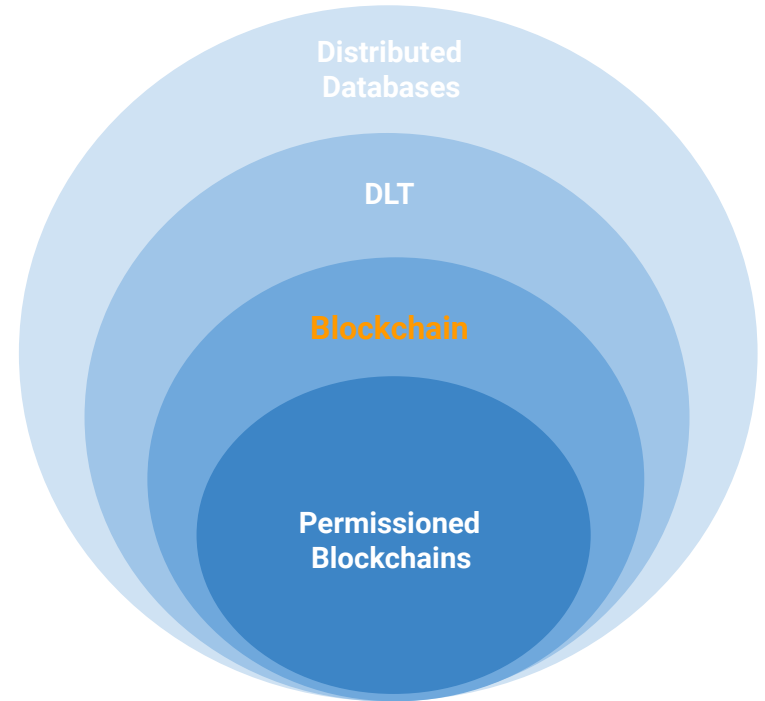 Distributed
Databases
DLT
Blockchain
Permissioned
Blockchains